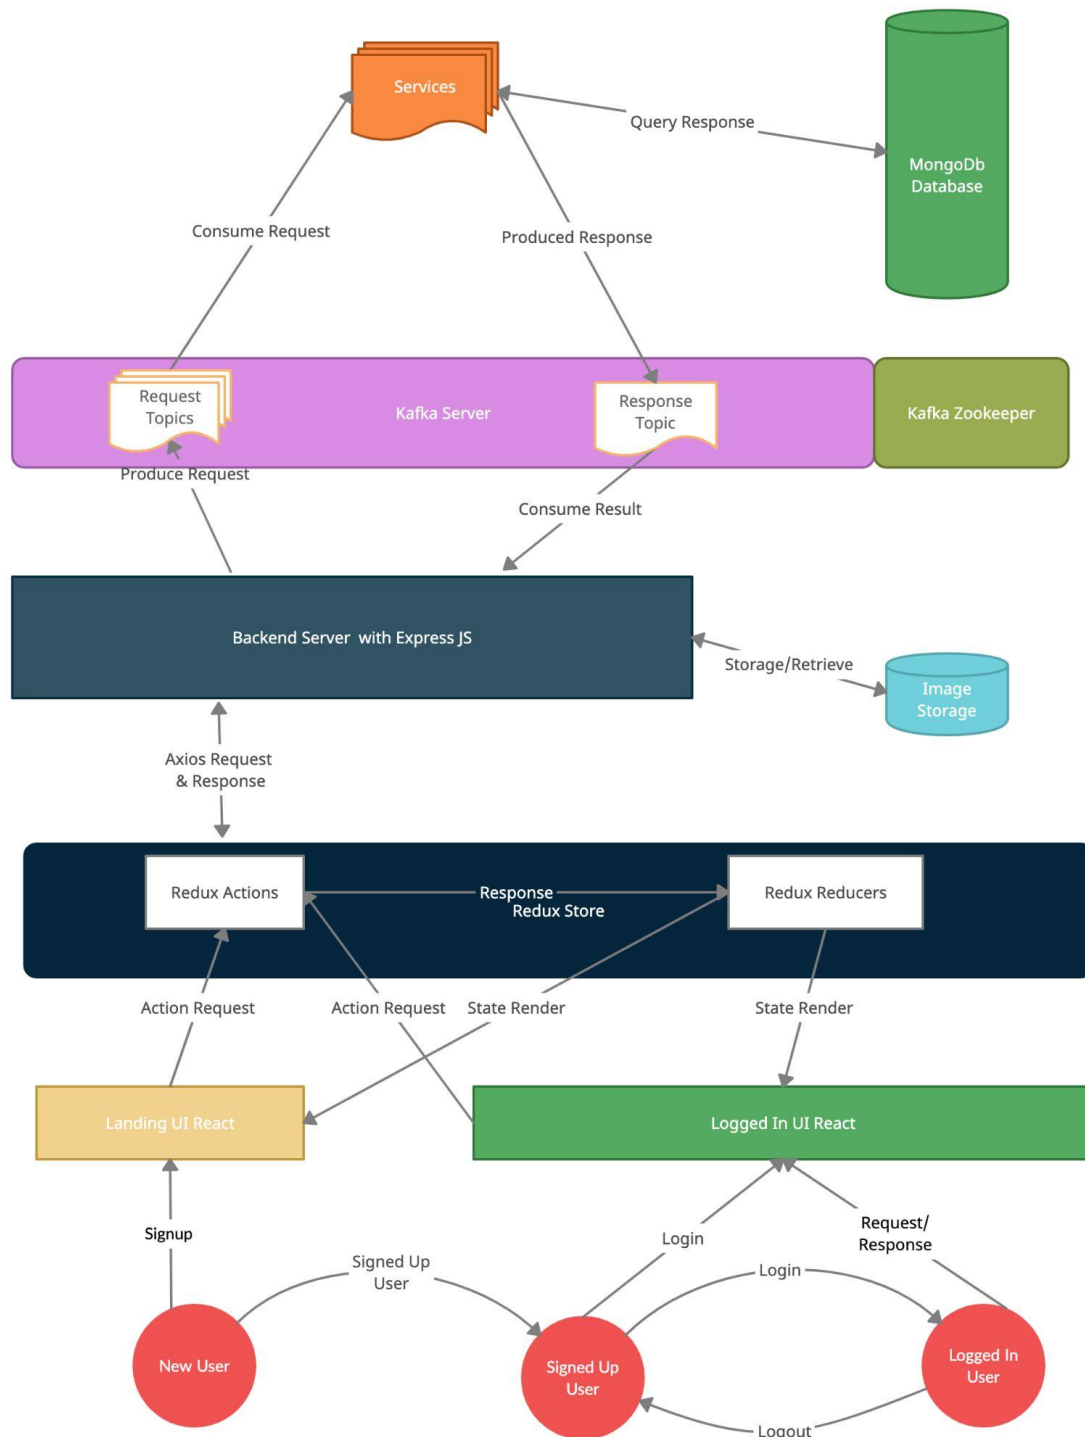 Services
Query Response
MongoDb
Database
Consume Request
Produced Response
Request
Topics
Kafka Server
Response
Topic
Kafka Zookeeper
Produce Request
Consume Result
Backend Server with Express JS
Storage/Retrieve
Image
Storage
Axios Request
& Response
Redux Actions
Response
Redux Store
Redux Reducers
Action Request
Action Request
State Render
State Render
Landing UI React
Logged In UI React
Signup
Signed Up
User
Login
Request/
Response
Login
New User
Signed Up
User
Logged In
User
Logout